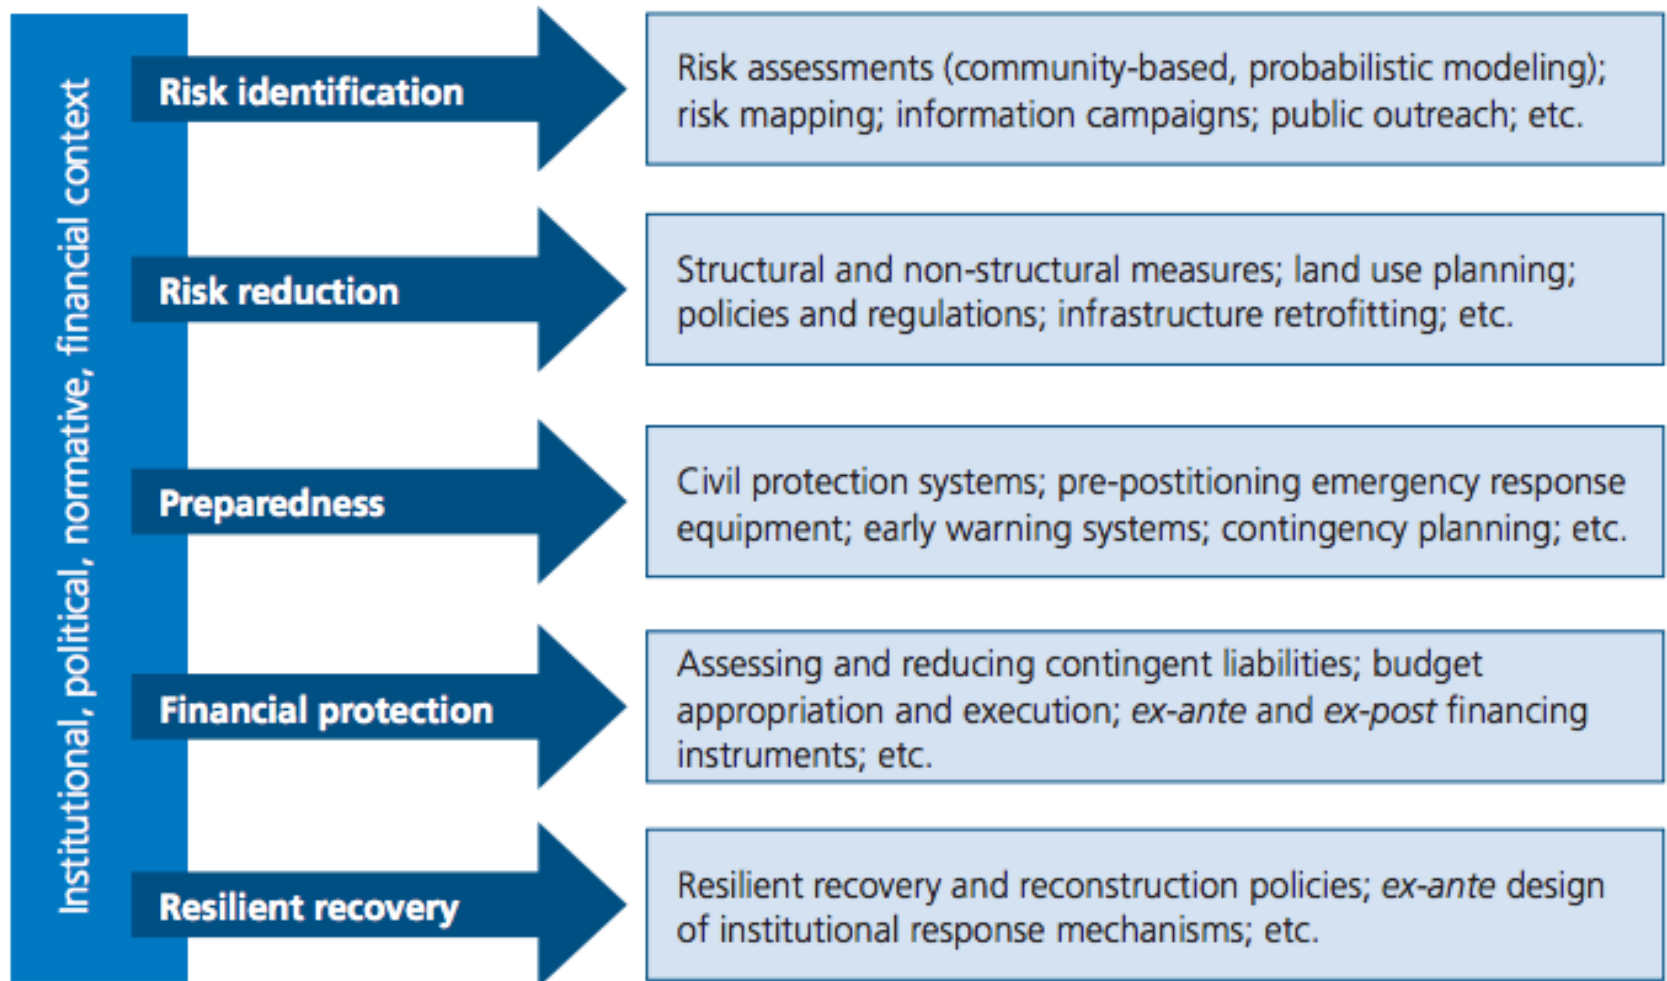 Institutional, political, normative, financial context
Risk identification
Risk assessments (community-based, probabilistic modeling);
risk mapping; information campaigns; public outreach; etc.
Risk reduction
Structural and non-structural measures; land use planning;
policies and regulations; infrastructure retrofitting; etc.
Preparedness
Civil protection systems; pre-postitioning emergency response
equipment; early warning systems; contingency planning; etc.
Financial protection
Assessing and reducing contingent liabilities; budget
appropriation and execution; ex-ante and ex-post financing
instruments; etc.
Resilient recovery
Resilient recovery and reconstruction policies; ex-ante design
of institutional response mechanisms; etc.